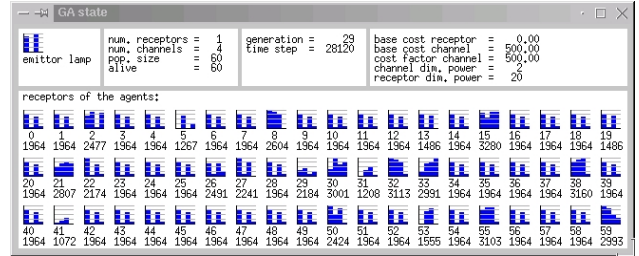 GA state
emittor lamp
num. receptors = 1
num. channels = 4
pop. size = 60
alive = 60
generation = 29
time step = 28120
base cost receptor = 0.00
base cost channel = 500.00
cost factor channel = 500.00
channel dim. power = 2
receptor dim. power = 20
receptors of the agents:
0 1 2 3 4 5 6 7 8 9 10 11 12 13 14 15 16 17 18 19
1964 1964 2477 1964 1964 1267 1964 1964 2604 1964 1964 1964 1964 1486 1964 3280 1964 1964 1964 1486
20 21 22 23 24 25 26 27 28 29 30 31 32 33 34 35 36 37 38 39
1964 2807 2174 1964 1964 1964 2491 2241 1964 2184 3001 1208 3113 2991 1964 1964 1964 1964 3160 1964
40 41 42 43 44 45 46 47 48 49 50 51 52 53 54 55 56 57 58 59
1964 1072 1964 1964 1964 1964 1964 1964 1964 1964 2424 1964 1964 1555 1964 3103 1964 1964 1964 2993